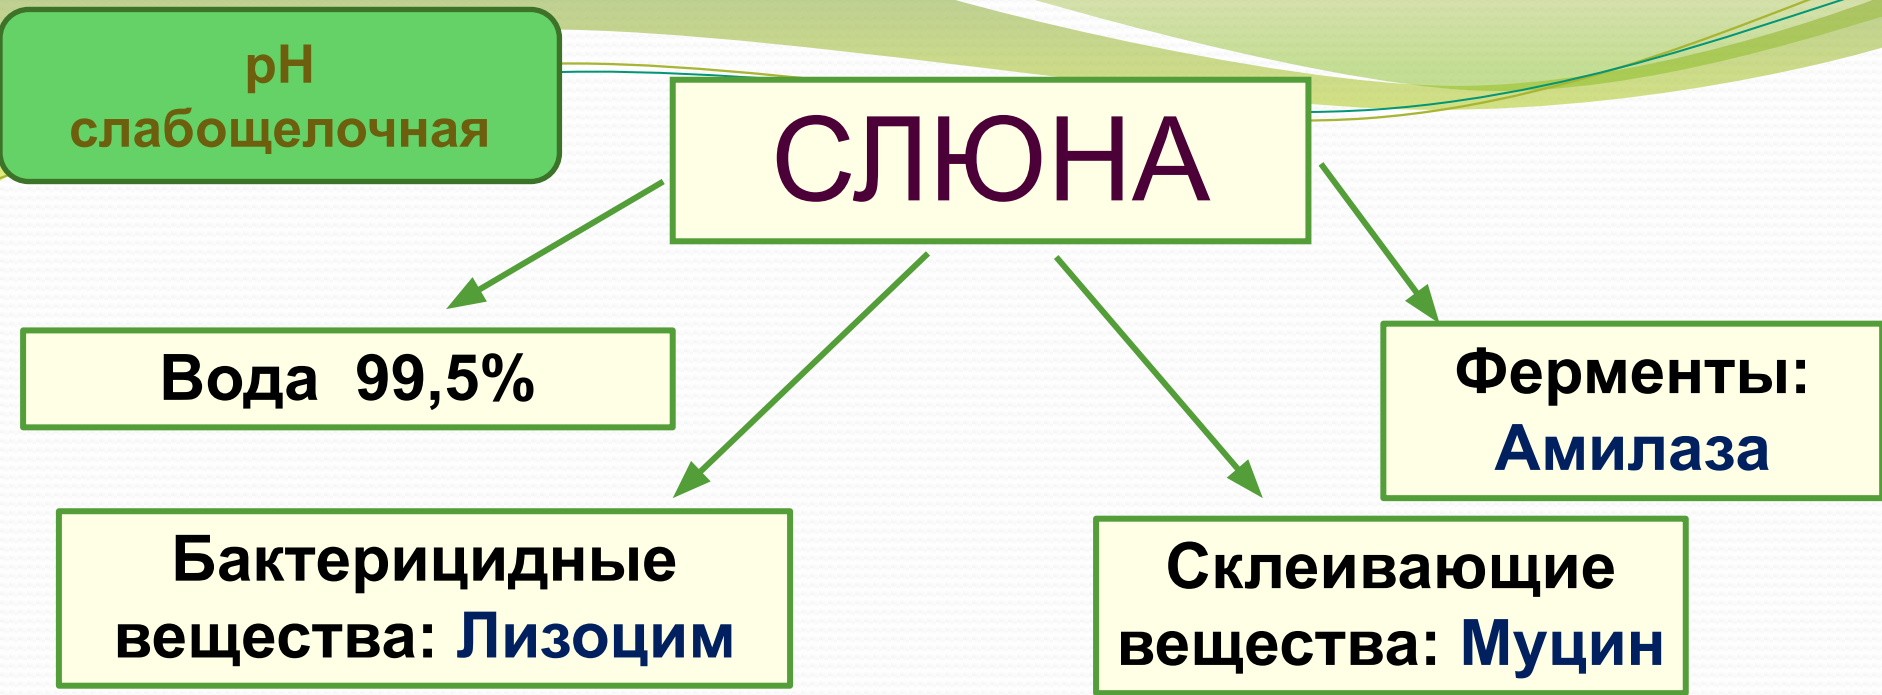 pH
слабощелочная
СЛЮНА
Вода 99,5%
Ферменты:
Амилаза
Бактерицидные
вещества: Лизоцим
Склеивающие
вещества: Муцин